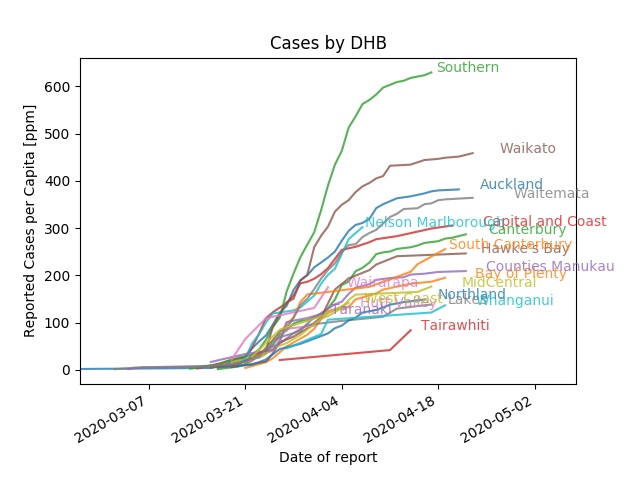 Cases by DHB
Reported Cases per Capita [ppm]
600
500
400
300
200
100
0
Southern
Waikato
Auckland
Waitemata
Nelson Marlborough
Capital and Coast
Canterbury
South Canterbury
Hawke's Bay
Counties Manukau
Bay of Plenty
Wairarapa
MidCentral
Northland
West Coast
Lakes
Whanganui
Taranaki
Tairawhiti
2020-03-07
2020-03-21
2020-04-04
2020-04-18
2020-05-02
Date of report